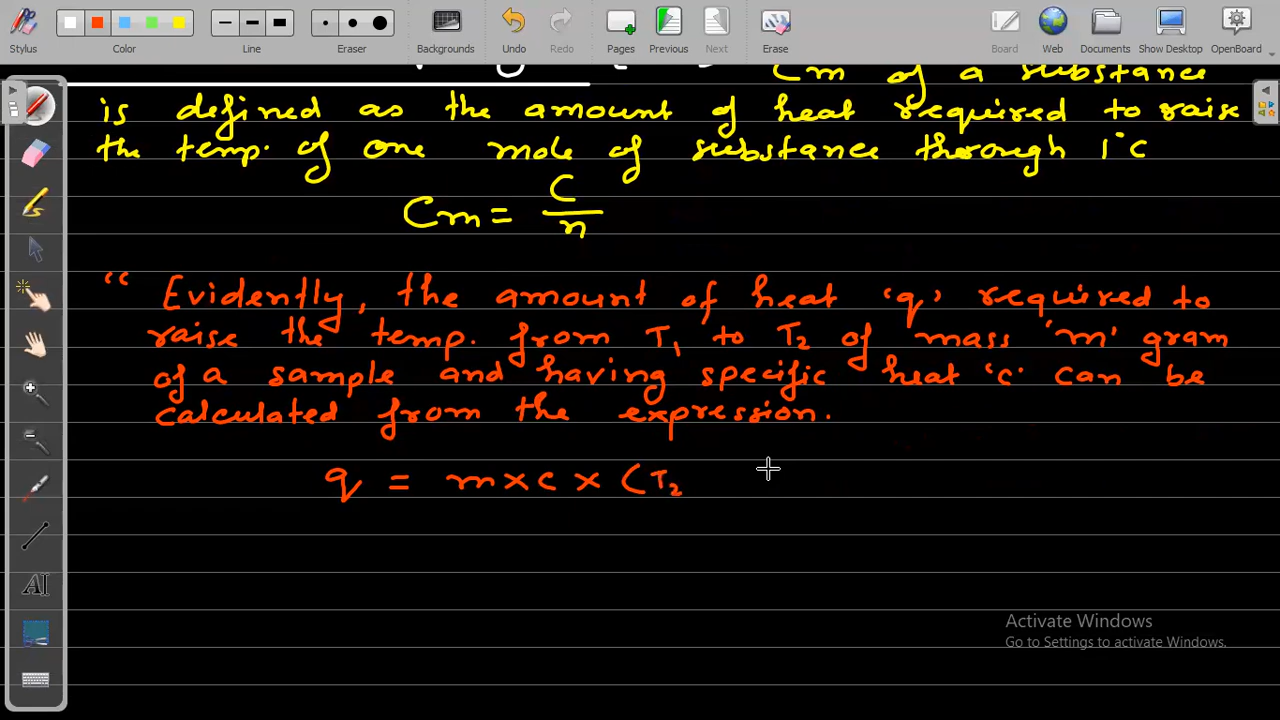 Stylus
Color
Line
Eraser
Backgrounds
Undo
Redo
Pages
Previous
Next
Erase
Board
Web
Documents
Show Desktop
OpenBoard
Cm of a substance
is defined as the amount of heat required to raise
the temp. of one mole of substance through 1°c
Cm = C/n
“ Evidently, the amount of heat 'q' required to
raise the temp. from T₁ to T₂ of mass 'm' gram
of a sample and having specific heat 'c' can be
calculated from the expression.
q = m x c x (T₂
AI
Activate Windows
Go to Settings to activate Windows.